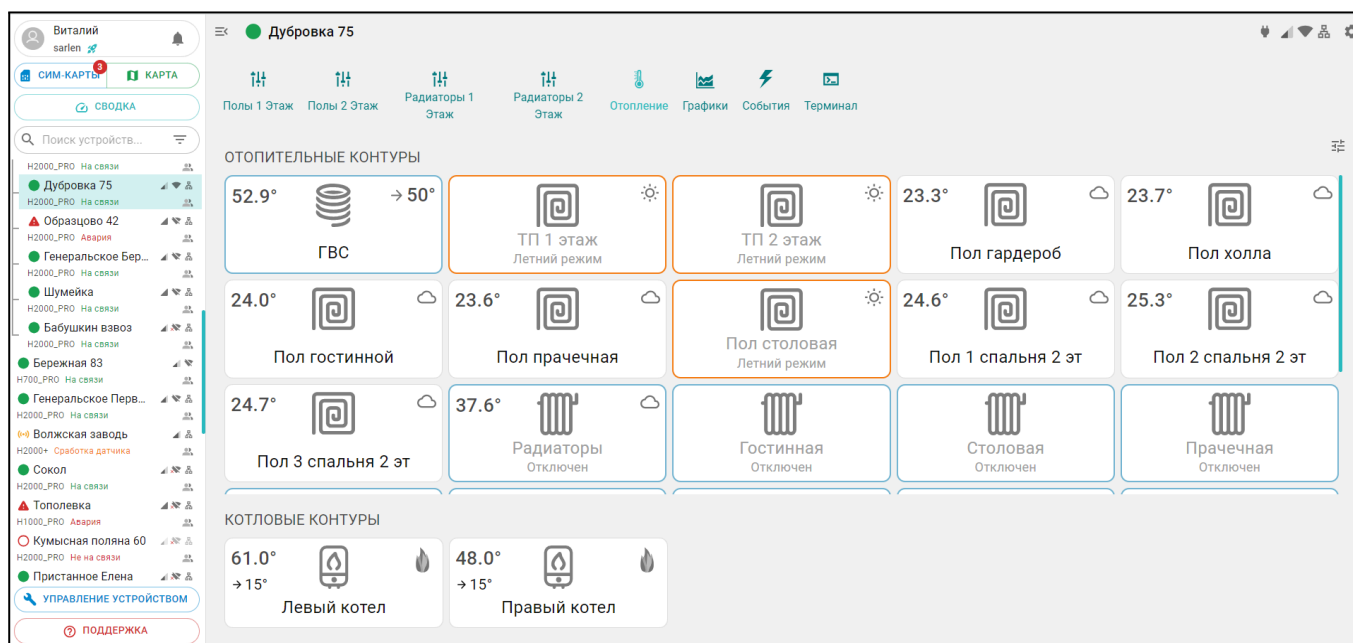 Виталий
sarlen
СИМ-КАРТЫ
3
КАРТА
СВОДКА
Поиск устройств...
H2000_PRO На связи
Дубровка 75
H2000_PRO На связи
Образцово 42
H2000_PRO Авария
Генеральское Бер...
H2000_PRO На связи
Шумейка
H2000_PRO На связи
Бабушкин взвоз
H2000_PRO На связи
Бережная 83
H700_PRO На связи
Генеральское Перв...
H2000_PRO На связи
Волжская заводь
H2000+ Сработка датчика
Сокол
H2000_PRO На связи
Тополевка
H1000_PRO Авария
Кумысная поляна 60
H2000_PRO Не на связи
Пристанное Елена
УПРАВЛЕНИЕ УСТРОЙСТВОМ
ПОДДЕРЖКА
Дубровка 75
Полы 1 Этаж
Полы 2 Этаж
Радиаторы 1
Этаж
Радиаторы 2
Этаж
Отопление
Графики
События
Терминал
ОТОПИТЕЛЬНЫЕ КОНТУРЫ
52.9°
→ 50°
ГВС
ТП 1 этаж
Летний режим
ТП 2 этаж
Летний режим
23.3°
Пол гардероб
23.7°
Пол холла
24.0°
Пол гостинной
23.6°
Пол прачечная
Пол столовая
Летний режим
24.6°
Пол 1 спальня 2 эт
25.3°
Пол 2 спальня 2 эт
24.7°
Пол 3 спальня 2 эт
37.6°
Радиаторы
Отключен
Гостинная
Отключен
Столовая
Отключен
Прачечная
Отключен
КОТЛОВЫЕ КОНТУРЫ
61.0°
→ 15°
Левый котел
48.0°
→ 15°
Правый котел